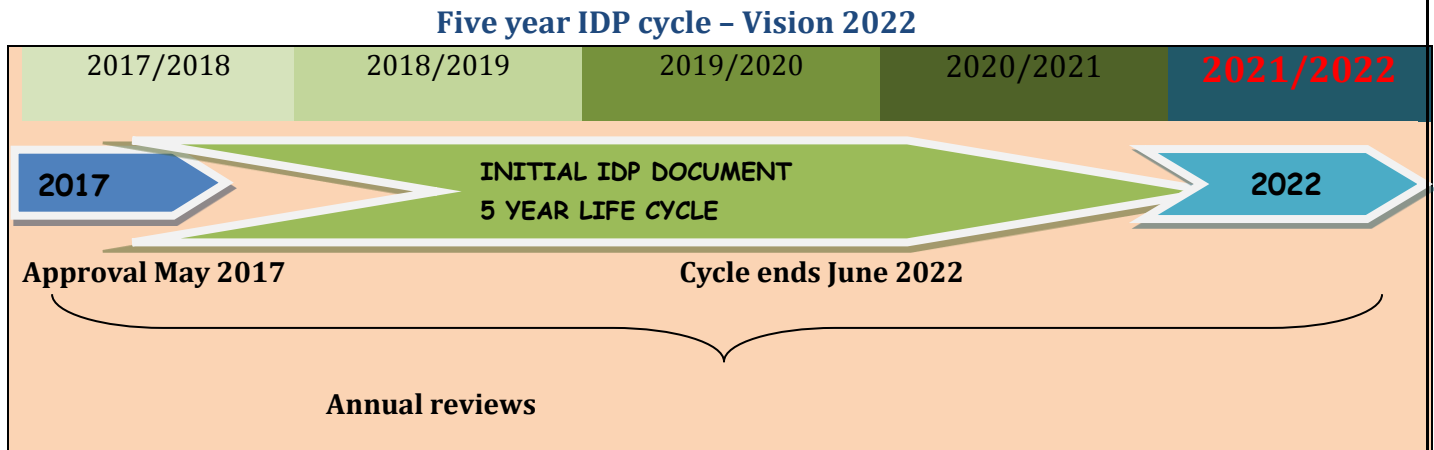 Five year IDP cycle – Vision 2022
2017/2018 2018/2019 2019/2020 2020/2021 2021/2022
INITIAL IDP DOCUMENT
2017 2022
5 YEAR LIFE CYCLE
Approval May 2017 Cycle ends June 2022
Annual reviews